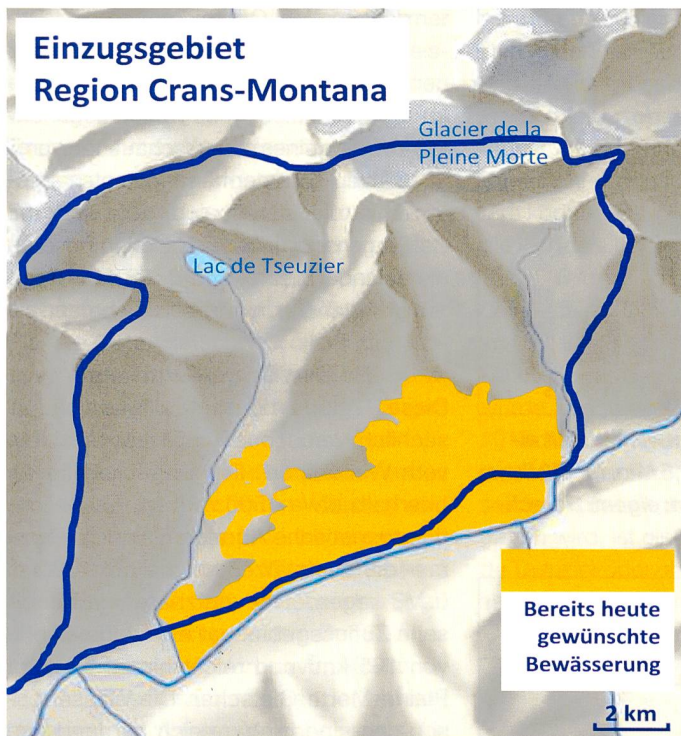 Einzugsgebiet
Region Crans-Montana
Glacier de la
Pleine Morte
Lac de Tseuzier
Bereits heute
gewünschte
Bewässerung
2 km